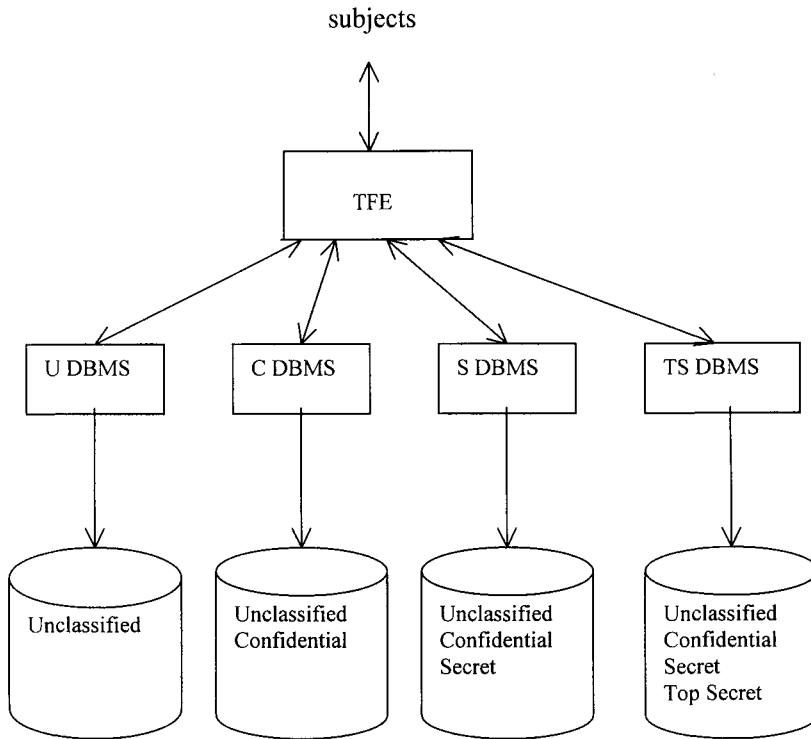 subjects
TFE
U DBMS
C DBMS
S DBMS
TS DBMS
Unclassified
Unclassified
Confidential
Unclassified
Confidential
Secret
Unclassified
Confidential
Secret
Top Secret